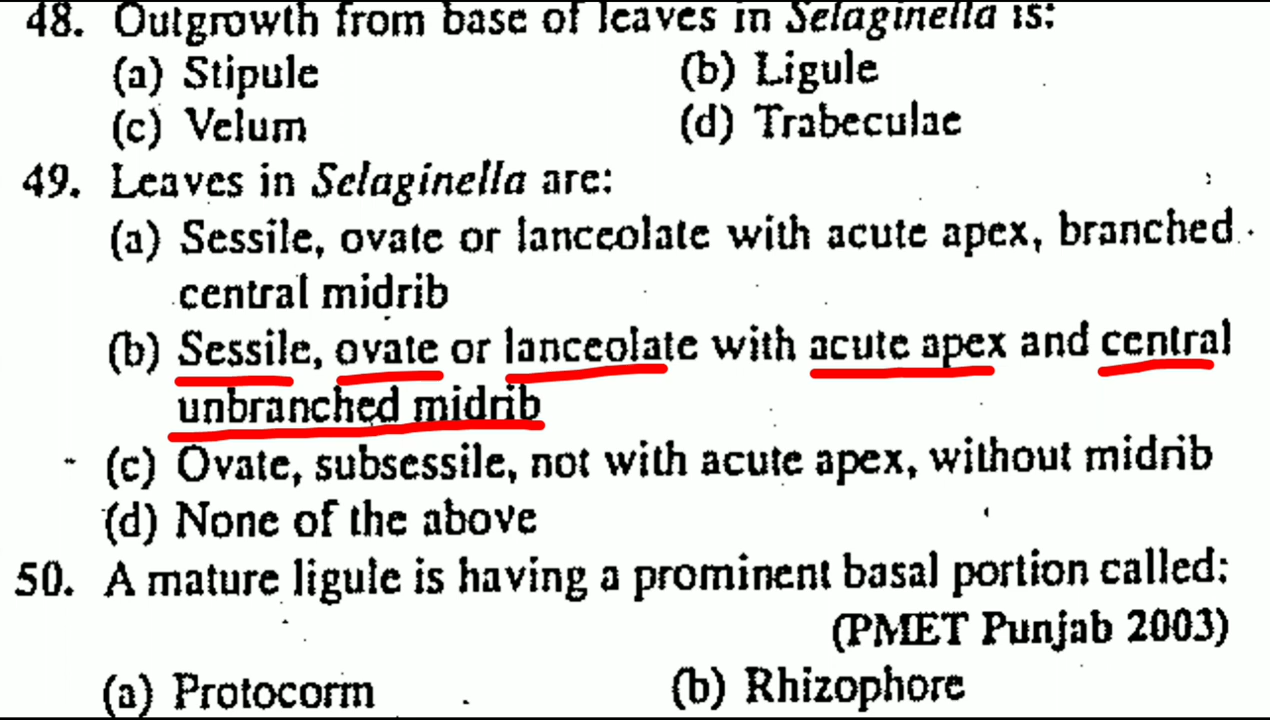 48. Outgrowth from base of leaves in Selaginella is:
(a) Stipule (b) Ligule
(c) Velum (d) Trabeculae
49. Leaves in Selaginella are:
(a) Sessile, ovate or lanceolate with acute apex, branched
central midrib
(b) Sessile, ovate or lanceolate with acute apex and central
unbranched midrib
(c) Ovate, subsessile, not with acute apex, without midrib
(d) None of the above
50. A mature ligule is having a prominent basal portion called:
(PMET Punjab 2003)
(a) Protocorm (b) Rhizophore